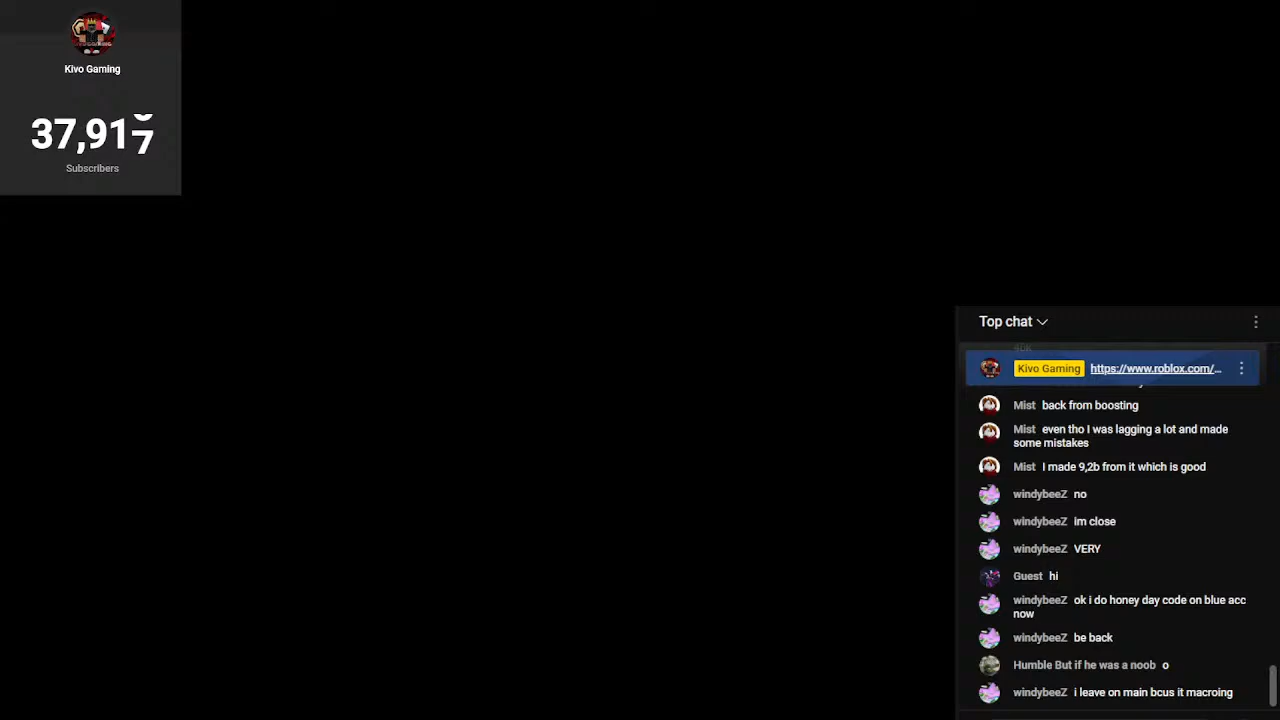 Kivo Gaming
37,917
Subscribers
Top chat
40K
Kivo Gaming https://www.roblox.com/...
Mist back from boosting
Mist even tho I was lagging a lot and made
some mistakes
Mist I made 9,2b from it which is good
windybeeZ no
windybeeZ im close
windybeeZ VERY
Guest hi
windybeeZ ok i do honey day code on blue acc
now
windybeeZ be back
Humble But if he was a noob o
windybeeZ i leave on main bcus it macroing